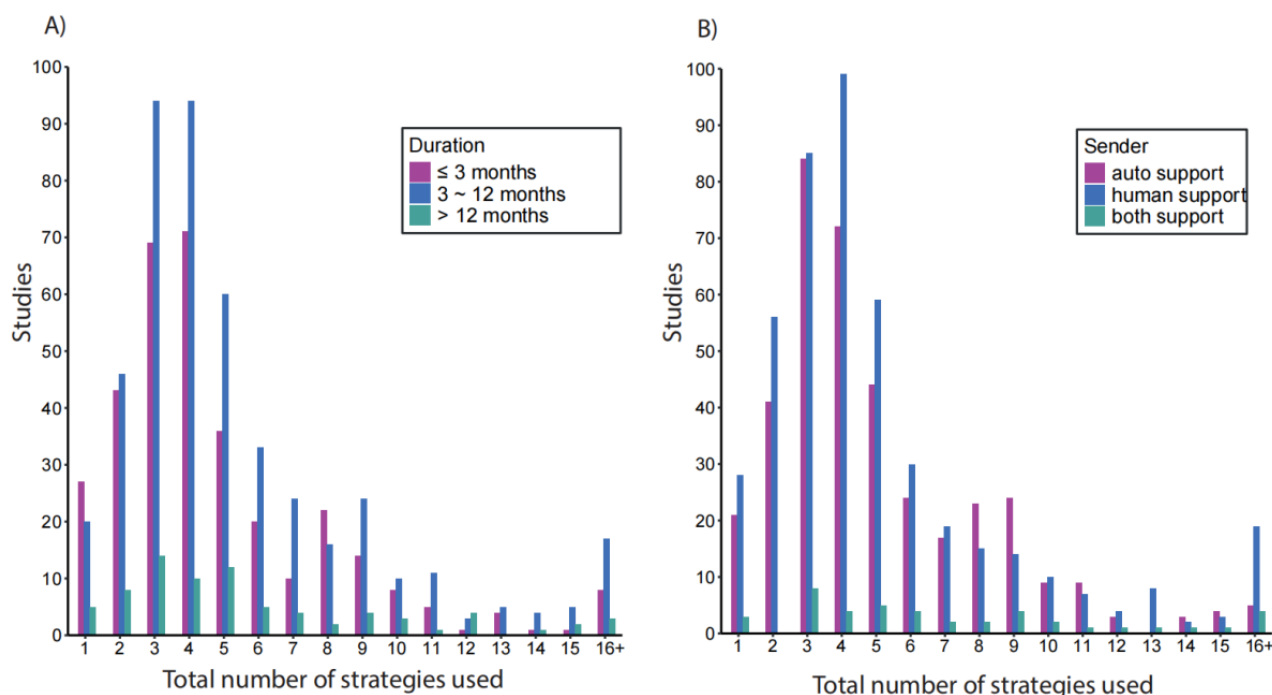 A)
100
90
80
70
60
50
40
30
20
10
0
Studies
Duration
≤ 3 months
3 ~ 12 months
> 12 months
1 2 3 4 5 6 7 8 9 10 11 12 13 14 15 16+
Total number of strategies used
B)
100
90
80
70
60
50
40
30
20
10
0
Studies
Sender
auto support
human support
both support
1 2 3 4 5 6 7 8 9 10 11 12 13 14 15 16+
Total number of strategies used